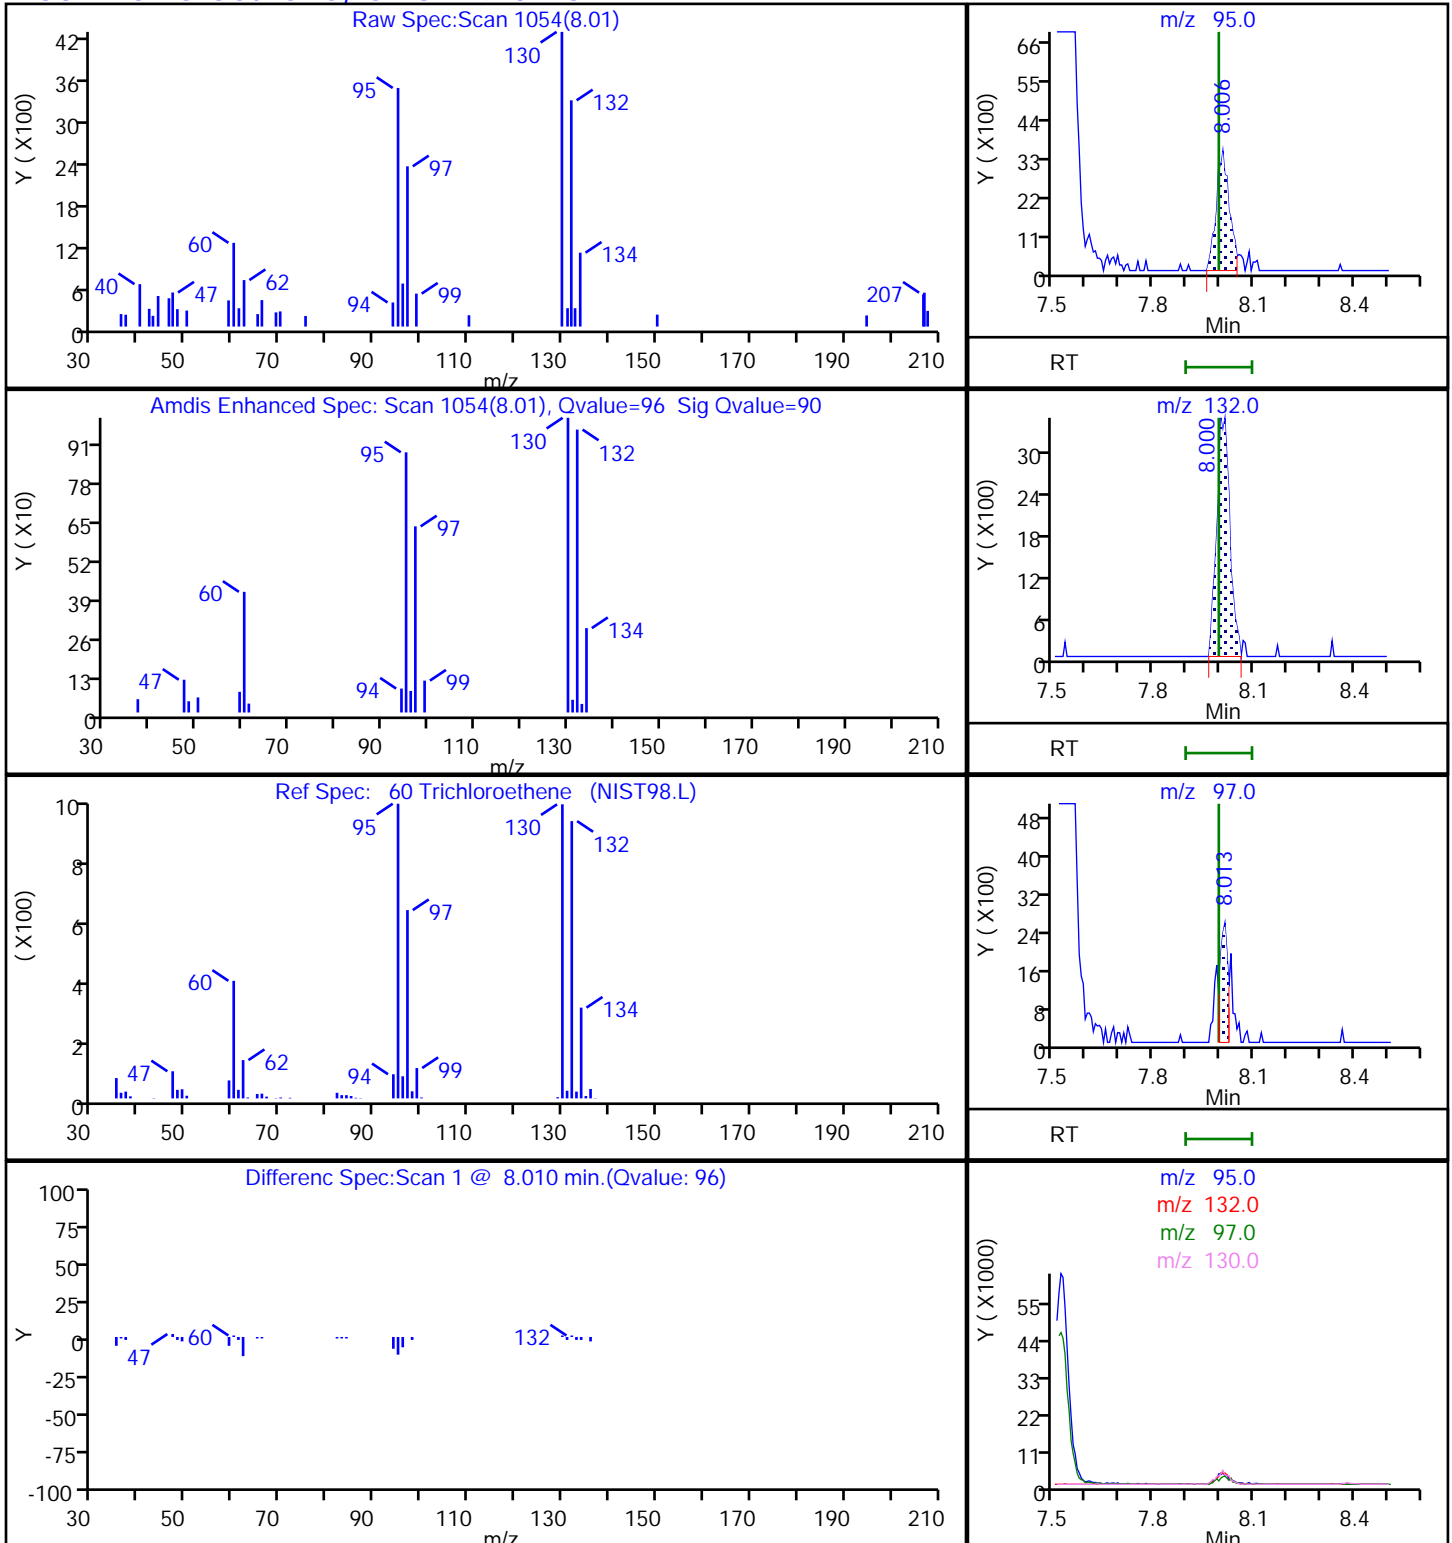 Raw Spec:Scan 1054(8.01)
Y ( X100)
42
36
30
24
18
12
6
0
40
47
60
62
94
95
97
99
130
132
134
207
30 50 70 90 110 130 150 170 190 210
m/z
m/z 95.0
Y ( X100)
66
55
44
33
22
11
0
8.006
7.5 7.8 8.1 8.4
Min
RT
Amdis Enhanced Spec: Scan 1054(8.01), Qvalue=96 Sig Qvalue=90
Y ( X10)
91
78
65
52
39
26
13
0
47
60
94
95
97
99
130
132
134
30 50 70 90 110 130 150 170 190 210
m/z
m/z 132.0
Y ( X100)
30
24
18
12
6
0
8.000
7.5 7.8 8.1 8.4
Min
RT
Ref Spec: 60 Trichloroethene (NIST98.L)
( X100)
10
8
6
4
2
0
47
60
62
94
95
97
99
130
132
134
30 50 70 90 110 130 150 170 190 210
m/z
m/z 97.0
Y ( X100)
48
40
32
24
16
8
0
8.013
7.5 7.8 8.1 8.4
Min
RT
Differenc Spec:Scan 1 @ 8.010 min.(Qvalue: 96)
Y
100
75
50
25
0
-25
-50
-75
-100
47
60
132
30 50 70 90 110 130 150 170 190 210
m/z
m/z 95.0
m/z 132.0
m/z 97.0
m/z 130.0
Y ( X1000)
55
44
33
22
11
0
7.5 7.8 8.1 8.4
Min